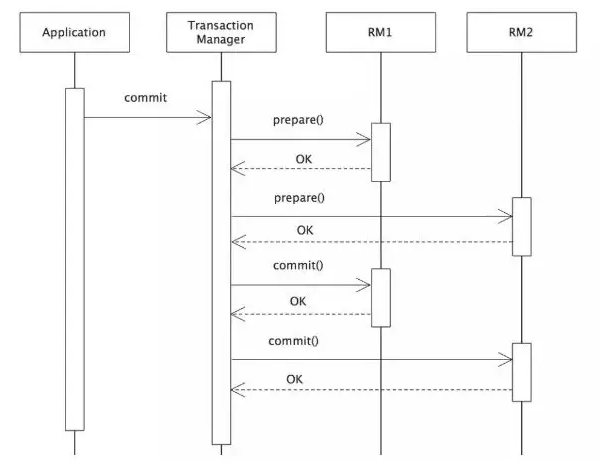 Application
Transaction
Manager
RM1
RM2
commit
prepare()
OK
prepare()
OK
commit()
OK
commit()
OK